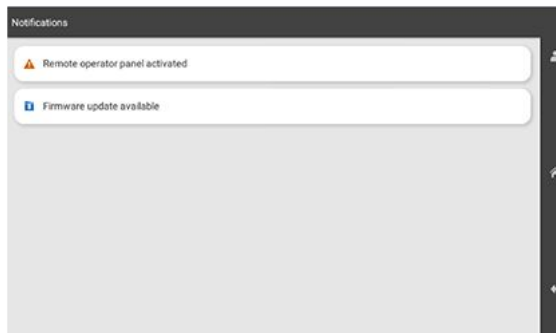 Notifications
Remote operator panel activated
Firmware update available